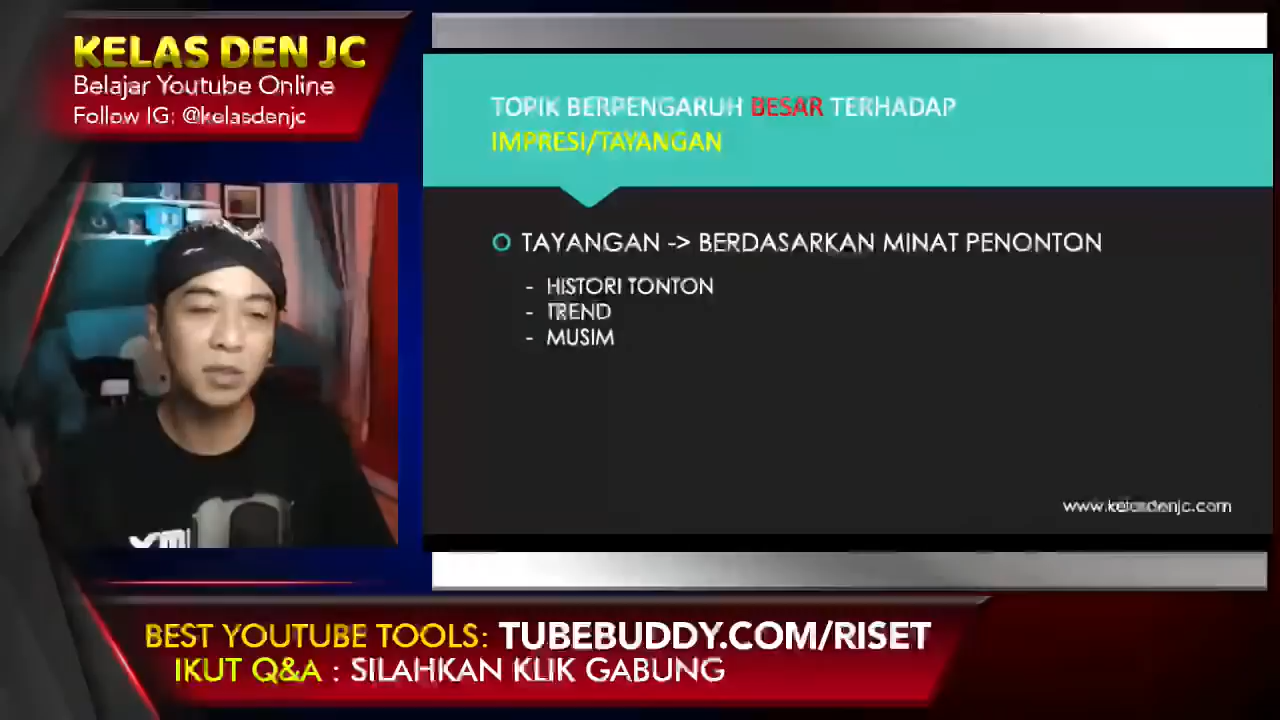 KELAS DEN JC
Belajar Youtube Online
Follow IG: @kelasdenjc
TOPIK BERPENGARUH BESAR TERHADAP
IMPRESI/TAYANGAN
TAYANGAN -> BERDASARKAN MINAT PENONTON
- HISTORI TONTON
- TREND
- MUSIM
www.kelasdenjc.com
BEST YOUTUBE TOOLS: TUBEBUDDY.COM/RISET
IKUT Q&A : SILAHKAN KLIK GABUNG